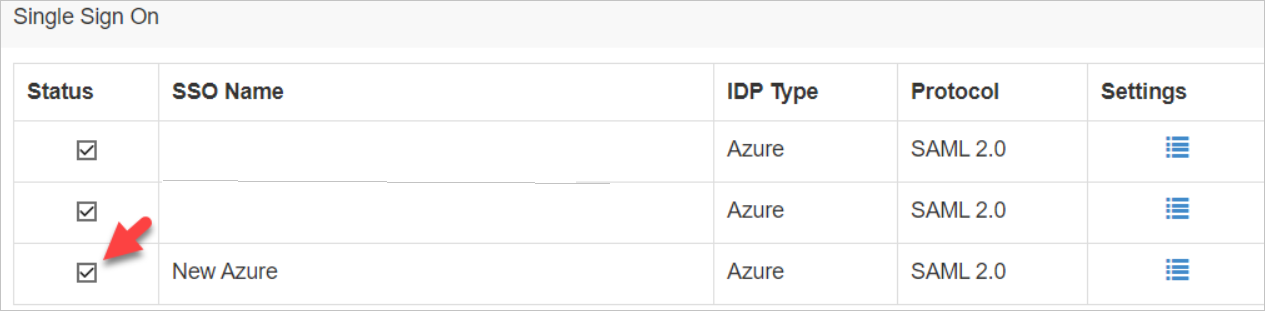 Single Sign On
Status SSO Name IDP Type Protocol Settings
Azure SAML 2.0
Azure SAML 2.0
New Azure Azure SAML 2.0